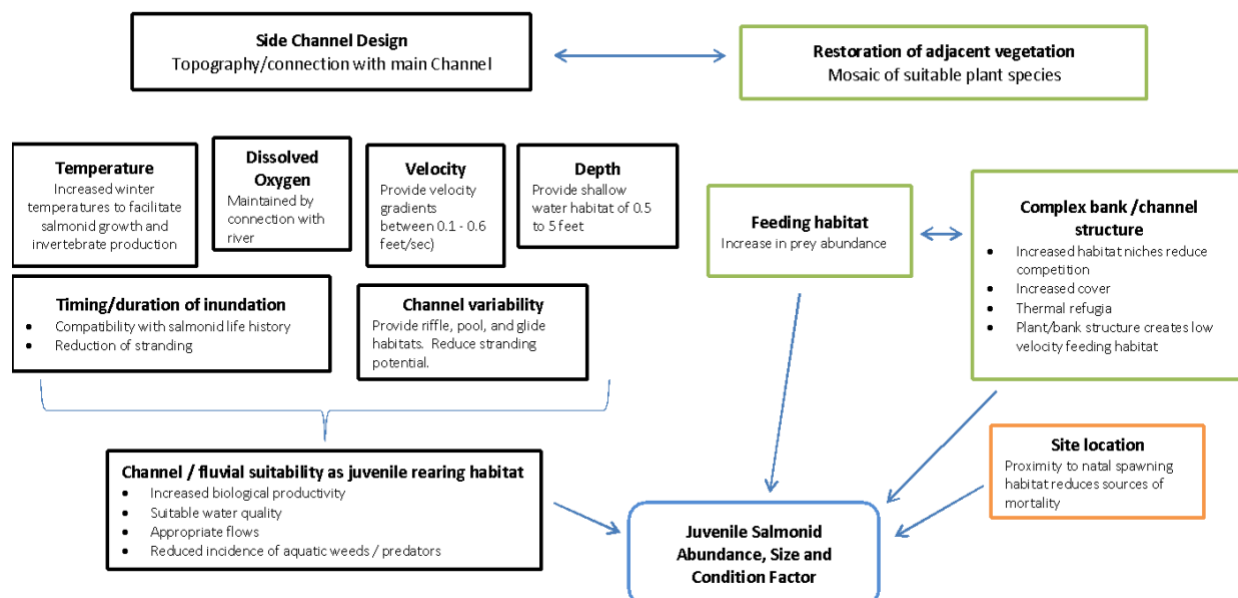 Side Channel Design
Topography/connection with main Channel
Restoration of adjacent vegetation
Mosaic of suitable plant species
Temperature
Increased winter
temperatures to facilitate
salmonid growth and
invertebrate production
Dissolved
Oxygen
Maintained by
connection with
river
Velocity
Provide velocity
gradients
between 0.1 - 0.6
feet/sec)
Depth
Provide shallow
water habitat of 0.5
to 5 feet
Feeding habitat
Increase in prey abundance
Complex bank /channel
structure
• Increased habitat niches reduce
competition
• Increased cover
• Thermal refugia
• Plant/bank structure creates low
velocity feeding habitat
Timing/duration of inundation
• Compatibility with salmonid life history
• Reduction of stranding
Channel variability
Provide riffle, pool, and glide
habitats. Reduce stranding
potential.
Channel / fluvial suitability as juvenile rearing habitat
• Increased biological productivity
• Suitable water quality
• Appropriate flows
• Reduced incidence of aquatic weeds / predators
Site location
Proximity to natal spawning
habitat reduces sources of
mortality
Juvenile Salmonid
Abundance, Size and
Condition Factor